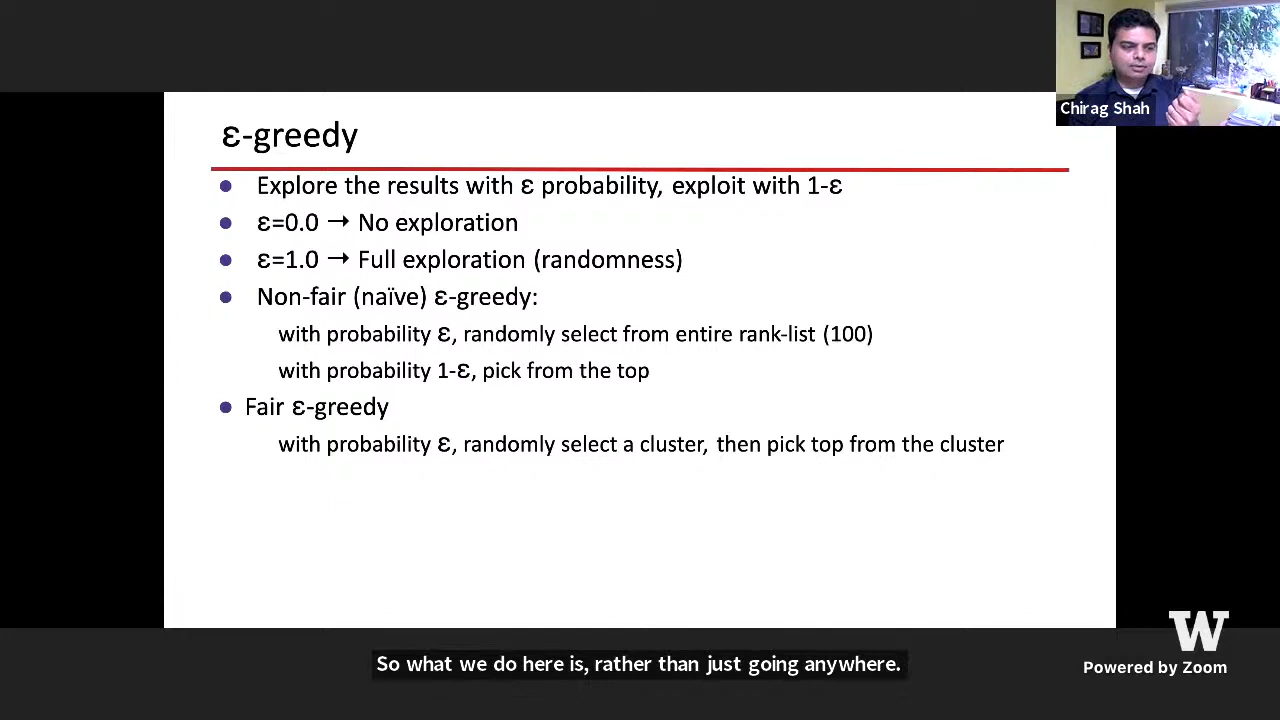 Chirag Shah
ε-greedy
● Explore the results with ε probability, exploit with 1-ε
● ε=0.0 → No exploration
● ε=1.0 → Full exploration (randomness)
● Non-fair (naïve) ε-greedy:
with probability ε, randomly select from entire rank-list (100)
with probability 1-ε, pick from the top
● Fair ε-greedy
with probability ε, randomly select a cluster, then pick top from the cluster
So what we do here is, rather than just going anywhere.
W
Powered by Zoom